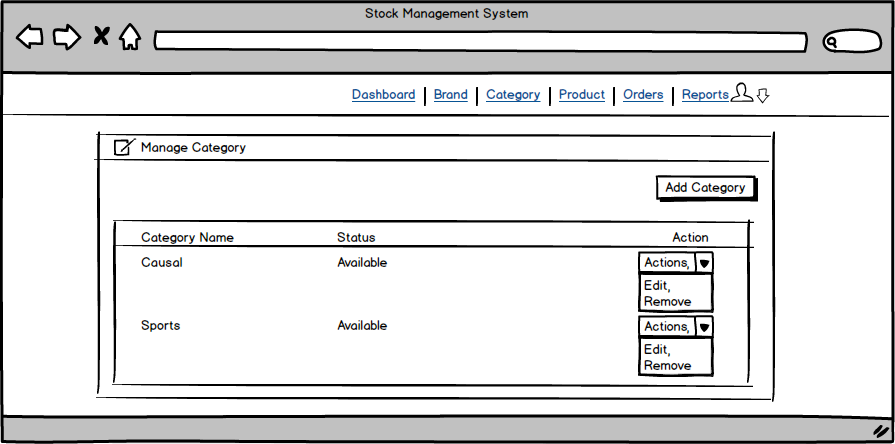 Stock Management System
Dashboard Brand Category Product Orders Reports
Manage Category
Add Category
Category Name Status Action
Causal Available Actions,
Edit,
Remove
Sports Available Actions,
Edit,
Remove